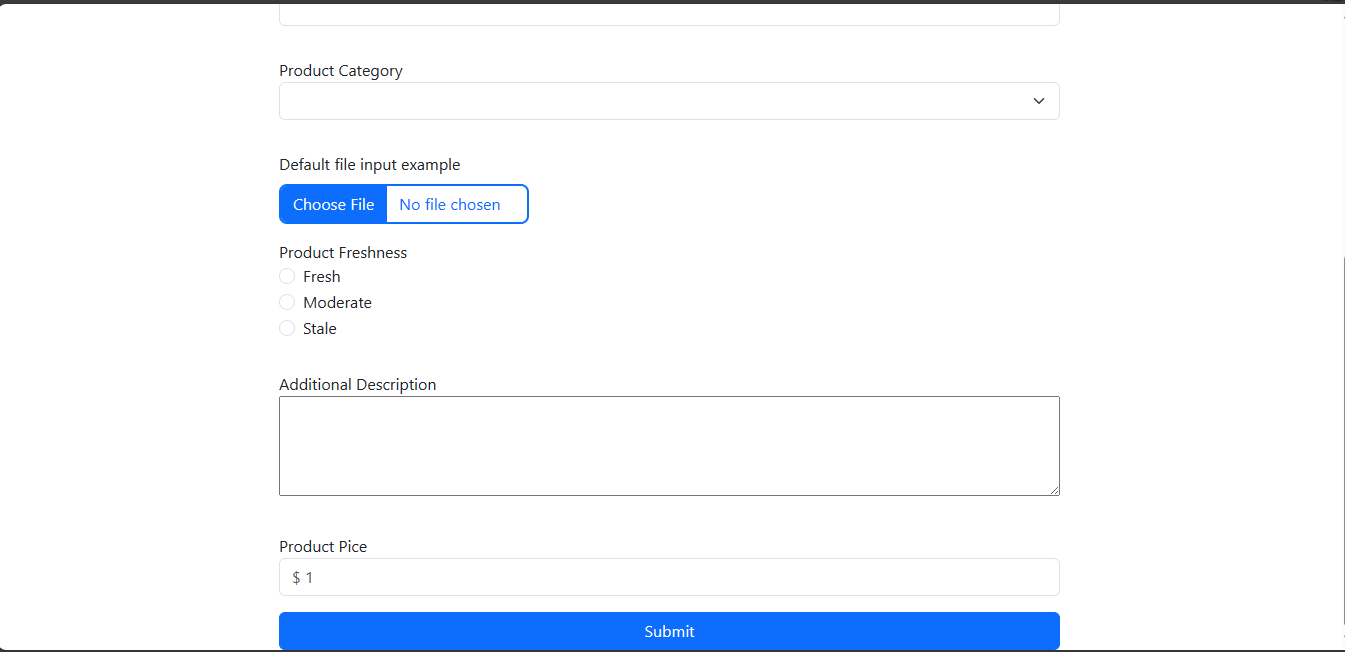 Product Category
Default file input example
Choose File No file chosen
Product Freshness
Fresh
Moderate
Stale
Additional Description
Product Pice
$ 1
Submit